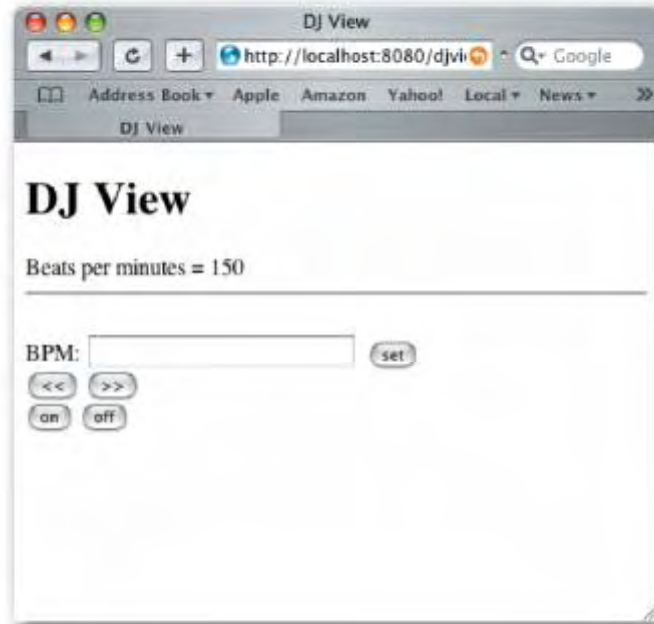 DJ View
http://localhost:8080/djvi
Google
Address Book Apple Amazon Yahoo! Local News >>
DJ View
DJ View
Beats per minutes = 150
BPM: set
<< >>
on off